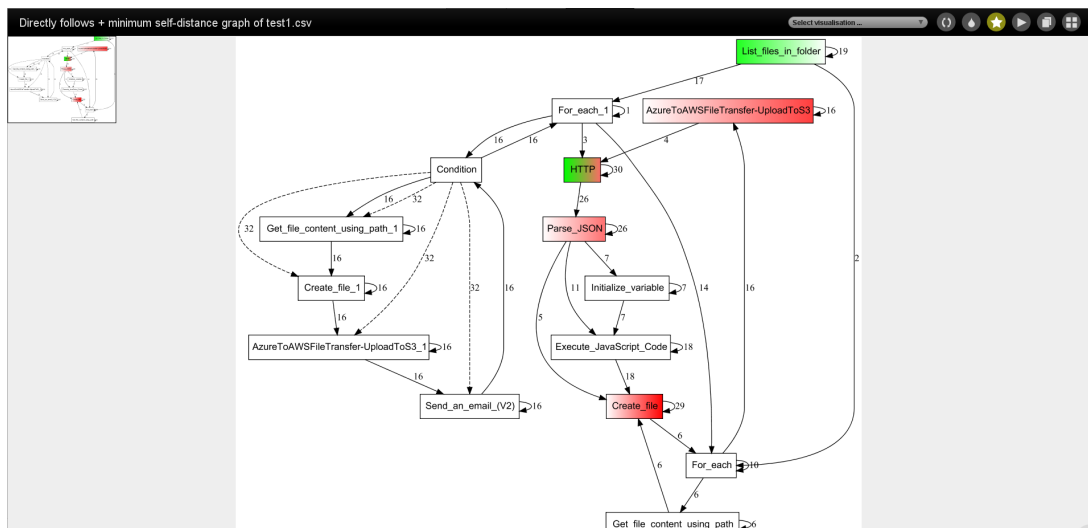 Directly follows + minimum self-distance graph of test1.csv
Select visualisation ...
List_files_in_folder
19
17
For_each_1
1
AzureToAWSFileTransfer-UploadToS3
16
16
16
3
4
Condition
HTTP
30
16
32
26
32
Get_file_content_using_path_1
16
Parse_JSON
26
32
32
16
16
7
11
14
16
2
Create_file_1
16
Initialize_variable
7
16
5
7
AzureToAWSFileTransfer-UploadToS3_1
16
Execute_JavaScript_Code
18
16
18
Send_an_email_(V2)
16
Create_file
29
6
6
For_each
10
6
Get_file_content_using_path
6